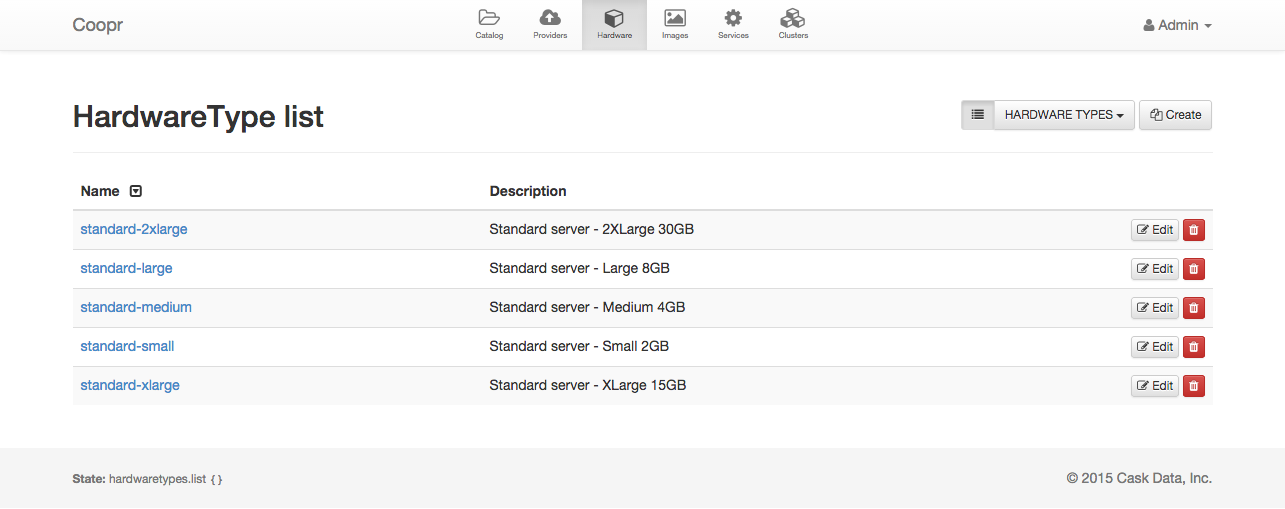 Coopr
Catalog
Providers
Hardware
Images
Services
Clusters
Admin
HardwareType list
HARDWARE TYPES
Create
Name Description
standard-2xlarge Standard server - 2XLarge 30GB Edit
standard-large Standard server - Large 8GB Edit
standard-medium Standard server - Medium 4GB Edit
standard-small Standard server - Small 2GB Edit
standard-xlarge Standard server - XLarge 15GB Edit
State: hardwaretypes.list {} © 2015 Cask Data, Inc.